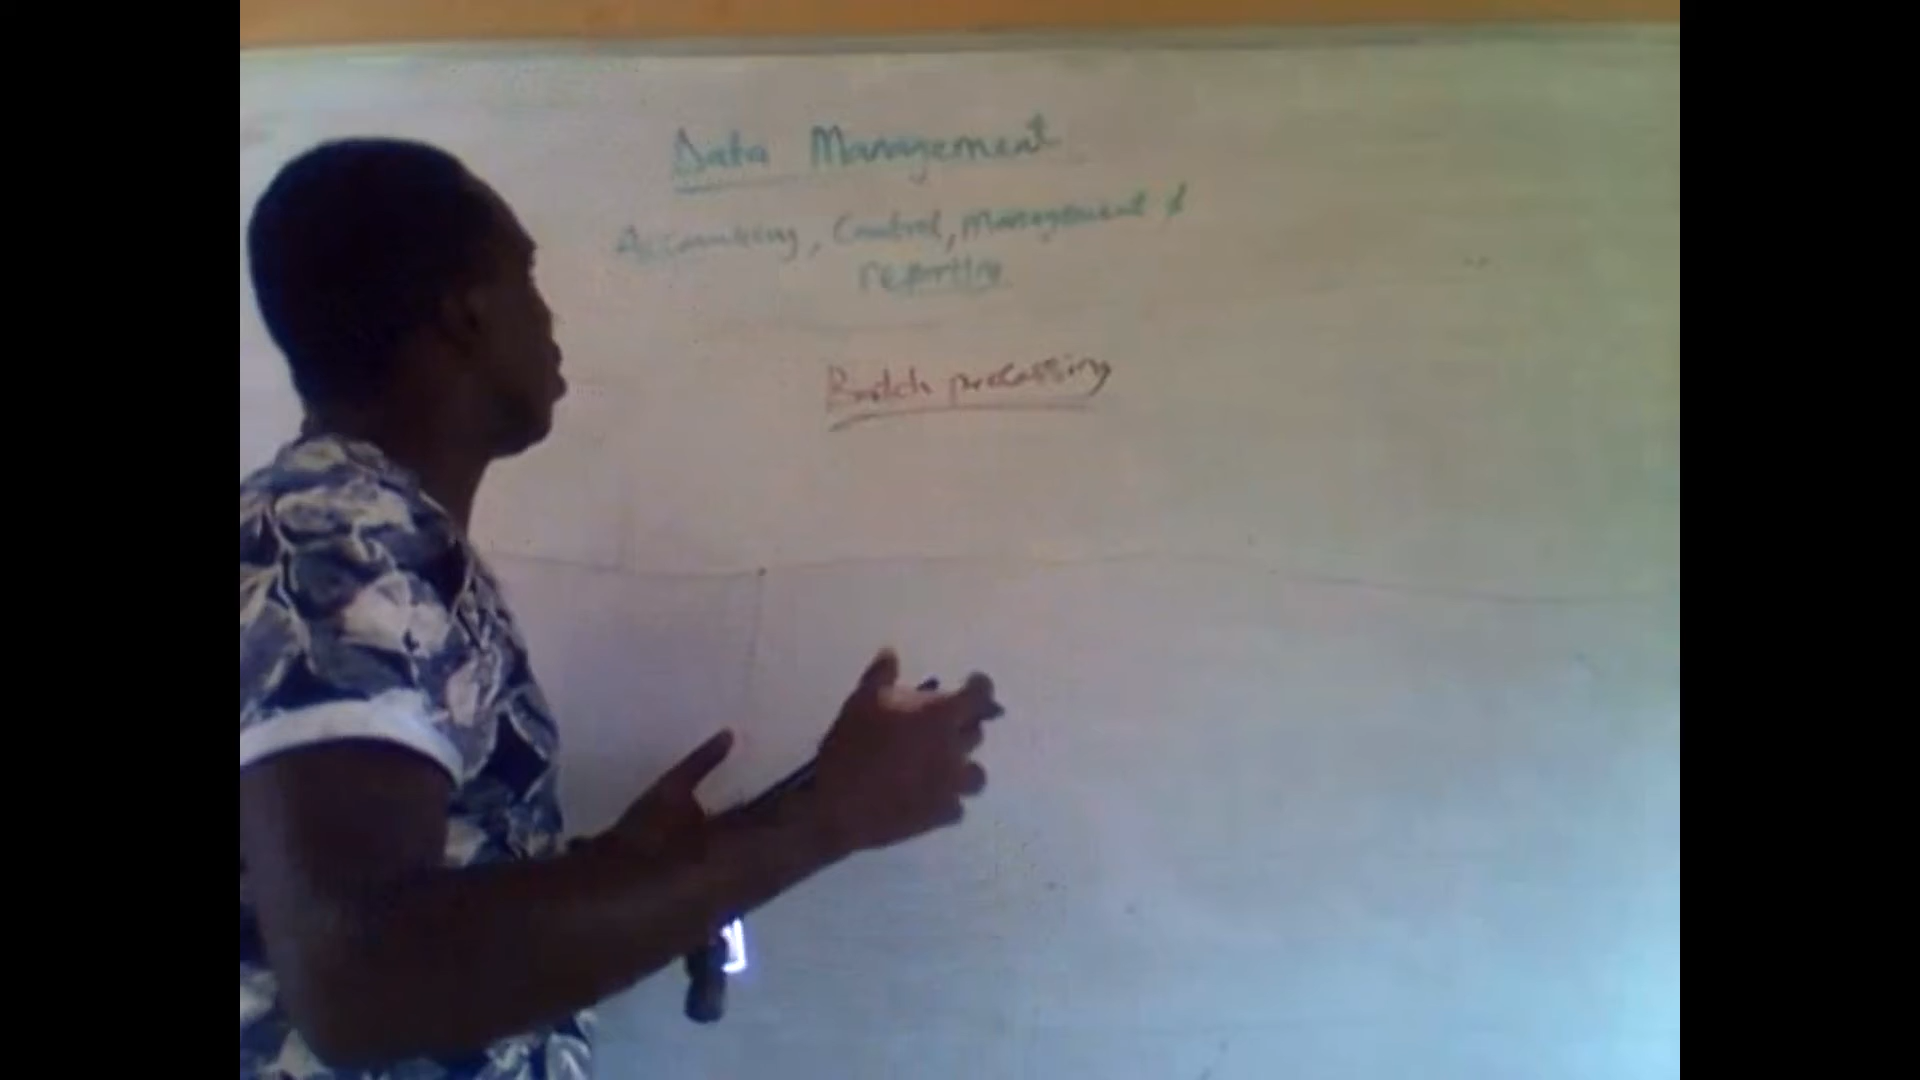 Data Management
Accounting, Control, Management &
reporting
Batch processing